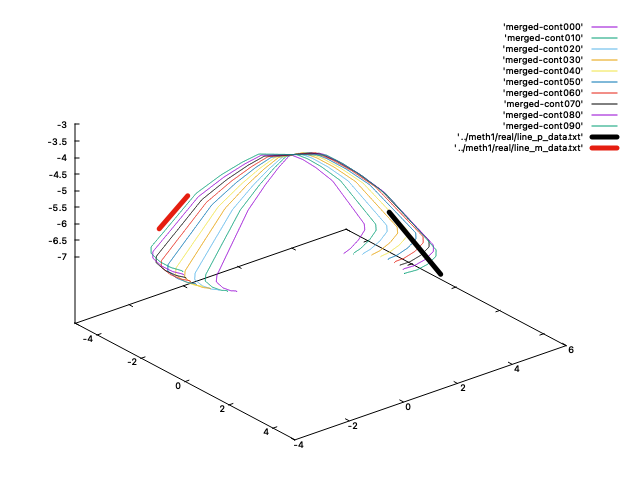 'merged-cont000'
'merged-cont010'
'merged-cont020'
'merged-cont030'
'merged-cont040'
'merged-cont050'
'merged-cont060'
'merged-cont070'
'merged-cont080'
'merged-cont090'
'../meth1/real/line_p_data.txt'
'../meth1/real/line_m_data.txt'
-3
-3.5
-4
-4.5
-5
-5.5
-6
-6.5
-7
-4
-2
0
2
4
-4
-2
0
2
4
6